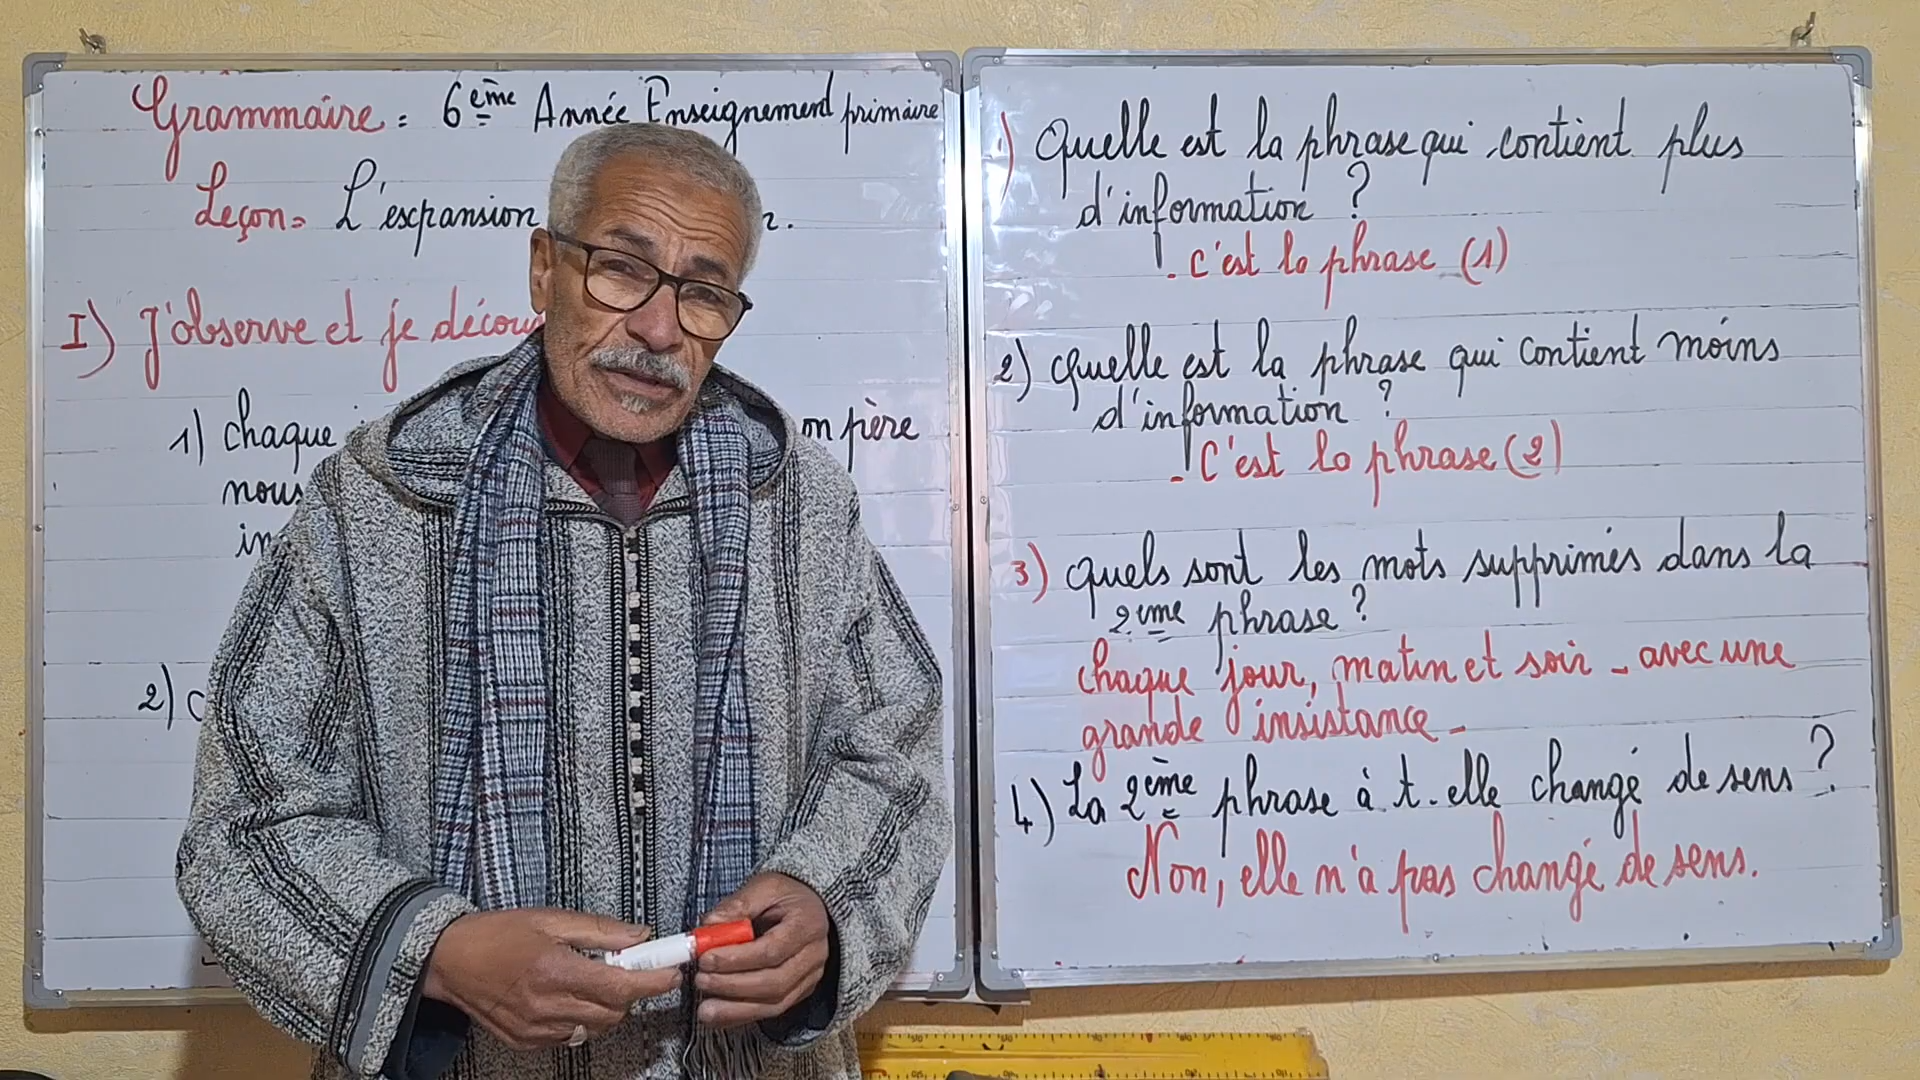 Grammaire : 6ème Année Enseignement primaire
Leçon = L'expansion
I) J'observe et je découv
1) chaque on père
nous
in
2) c
1) Quelle est la phrase qui contient plus
d'information ?
- c'est la phrase (1)
2) Quelle est la phrase qui contient moins
d'information ?
- C'est la phrase (2)
3) Quels sont les mots supprimés dans la
2ème phrase ?
chaque jour, matin et soir - avec une
grande insistance -
4) La 2ème phrase à t-elle changé de sens ?
Non, elle n'à pas changé de sens.